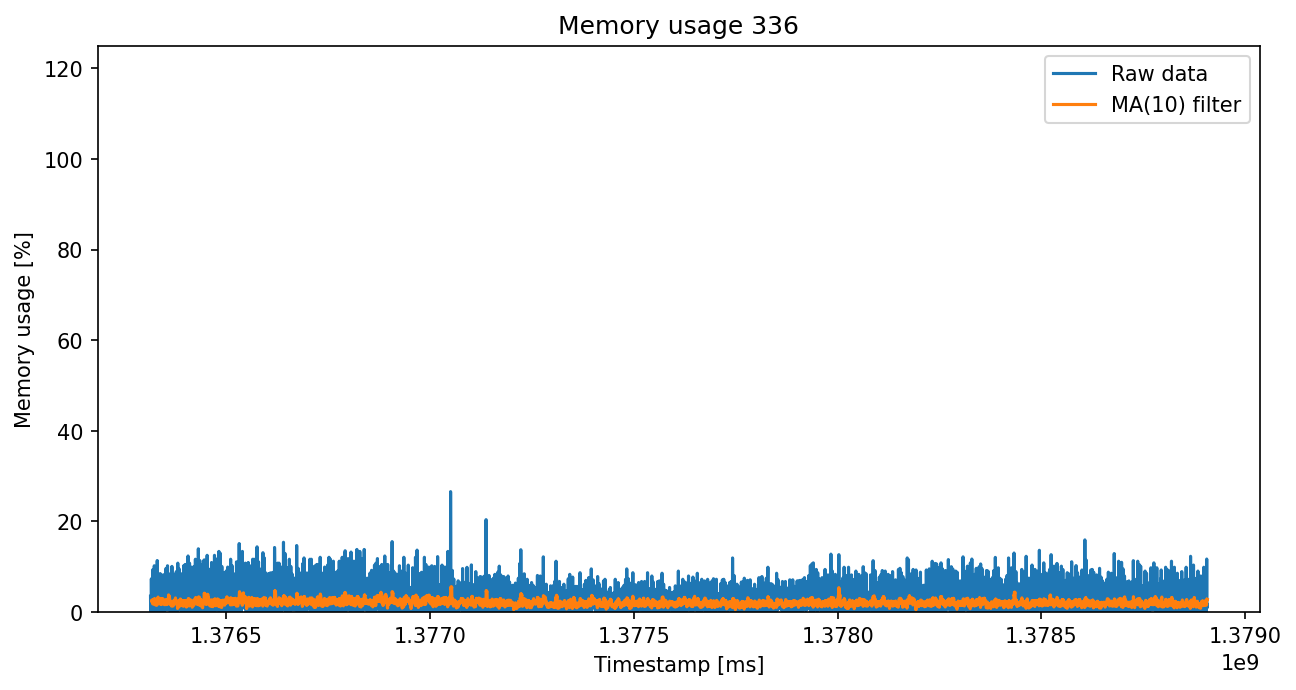 Memory usage 336
Raw data
MA(10) filter
Memory usage [%]
120
100
80
60
40
20
0
1.3765 1.3770 1.3775 1.3780 1.3785 1.3790
1e9
Timestamp [ms]